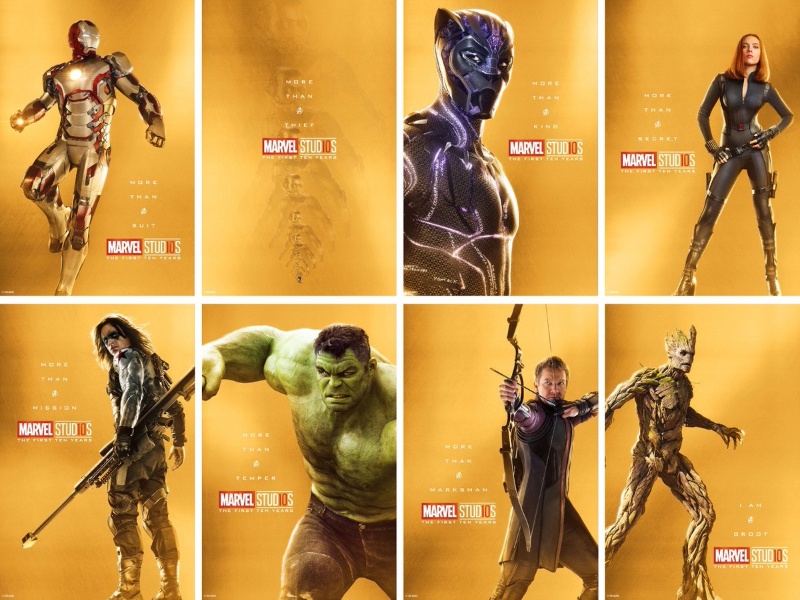 MORE
THAN
A
SUIT
MARVEL STUDIOS
THE FIRST TEN YEARS
MORE
THAN
A
THIEF
MARVEL STUDIOS
THE FIRST TEN YEARS
MORE
THAN
A
KING
MARVEL STUDIOS
THE FIRST TEN YEARS
MORE
THAN
A
SECRET
MARVEL STUDIOS
THE FIRST TEN YEARS
MORE
THAN
A
MISSION
MARVEL STUDIOS
THE FIRST TEN YEARS
MORE
THAN
A
TEMPER
MARVEL STUDIOS
THE FIRST TEN YEARS
MORE
THAN
A
MARKSMAN
MARVEL STUDIOS
THE FIRST TEN YEARS
I AM
A
GROOT
MARVEL STUDIOS
THE FIRST TEN YEARS